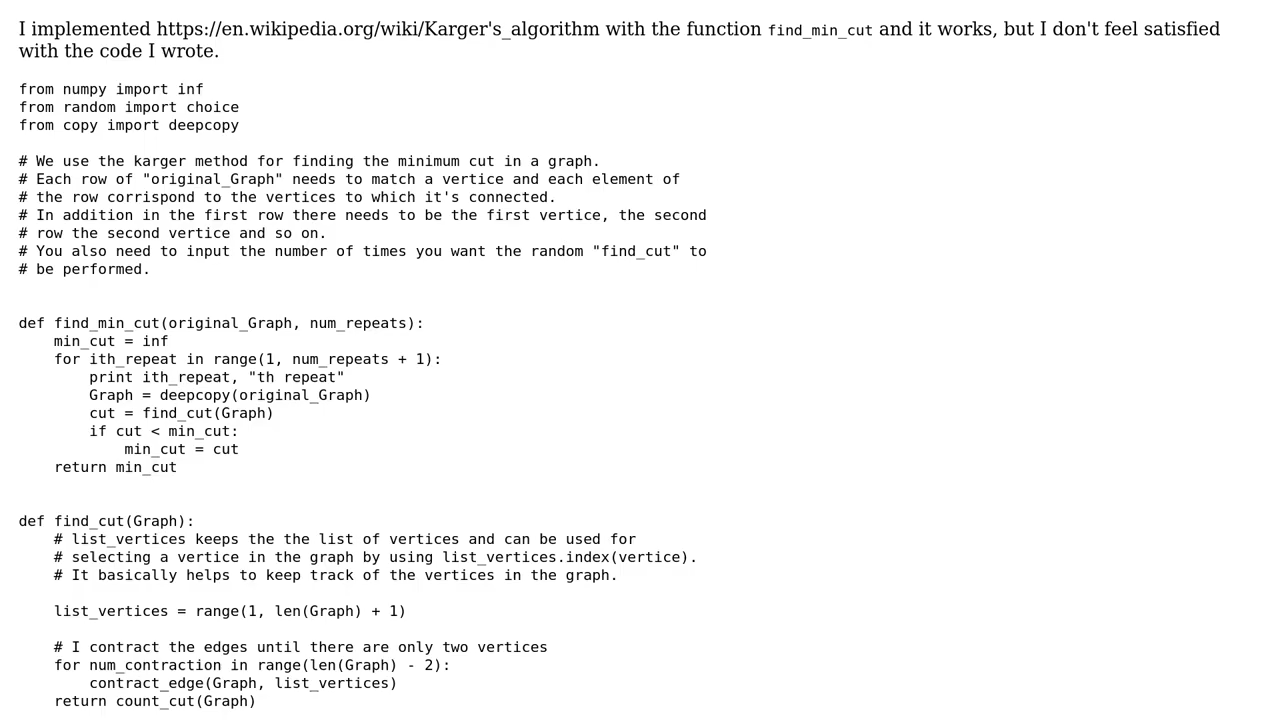 I implemented https://en.wikipedia.org/wiki/Karger's_algorithm with the function find_min_cut and it works, but I don't feel satisfied
with the code I wrote.
from numpy import inf
from random import choice
from copy import deepcopy
# We use the karger method for finding the minimum cut in a graph.
# Each row of "original_Graph" needs to match a vertice and each element of
# the row corrispond to the vertices to which it's connected.
# In addition in the first row there needs to be the first vertice, the second
# row the second vertice and so on.
# You also need to input the number of times you want the random "find_cut" to
# be performed.
def find_min_cut(original_Graph, num_repeats):
    min_cut = inf
    for ith_repeat in range(1, num_repeats + 1):
        print ith_repeat, "th repeat"
        Graph = deepcopy(original_Graph)
        cut = find_cut(Graph)
        if cut < min_cut:
            min_cut = cut
    return min_cut
def find_cut(Graph):
    # list_vertices keeps the the list of vertices and can be used for
    # selecting a vertice in the graph by using list_vertices.index(vertice).
    # It basically helps to keep track of the vertices in the graph.
    list_vertices = range(1, len(Graph) + 1)
    # I contract the edges until there are only two vertices
    for num_contraction in range(len(Graph) - 2):
        contract_edge(Graph, list_vertices)
    return count_cut(Graph)